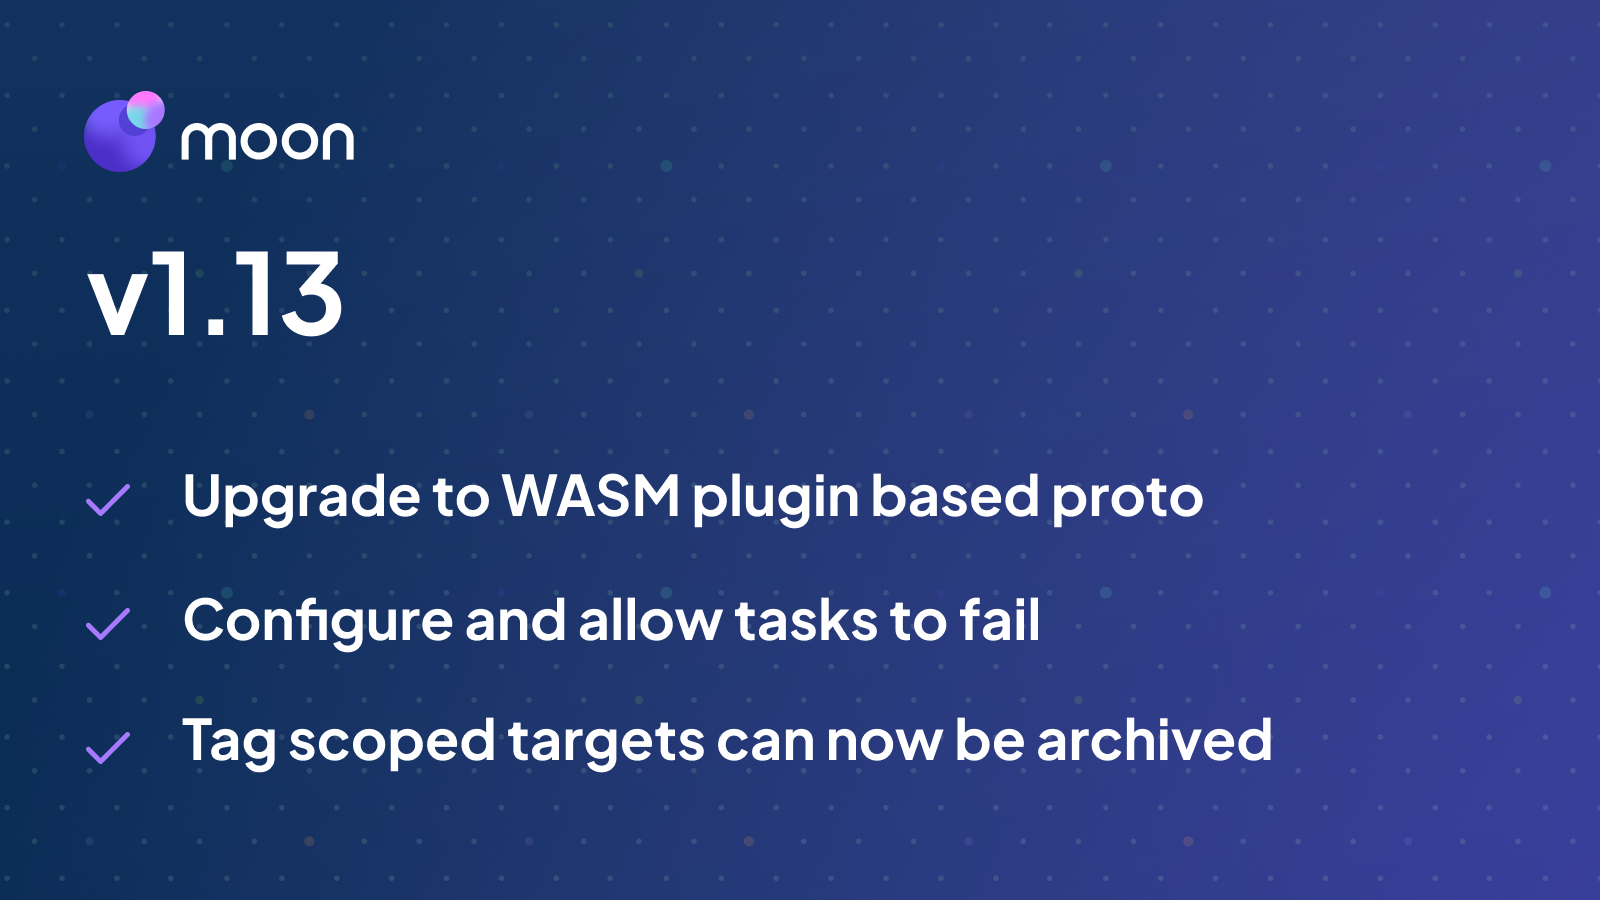 moon
v1.13
Upgrade to WASM plugin based proto
Configure and allow tasks to fail
Tag scoped targets can now be archived